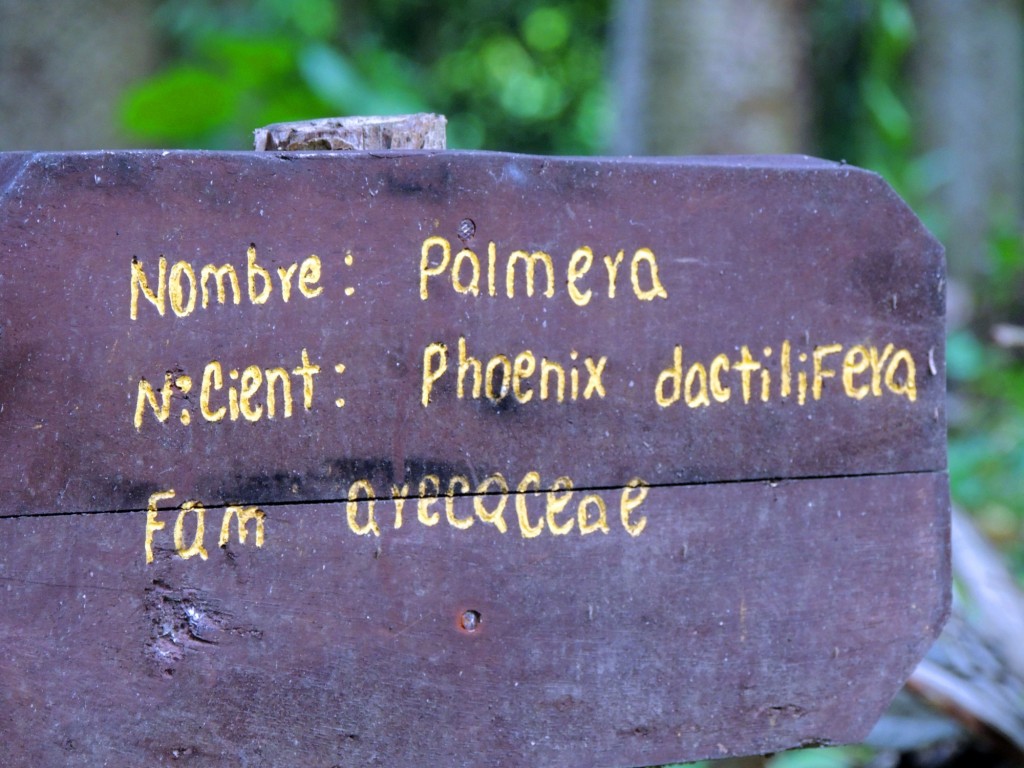 Nombre: Palmera
N: Cient: Phoenix dactilifera
Fam arecaceae